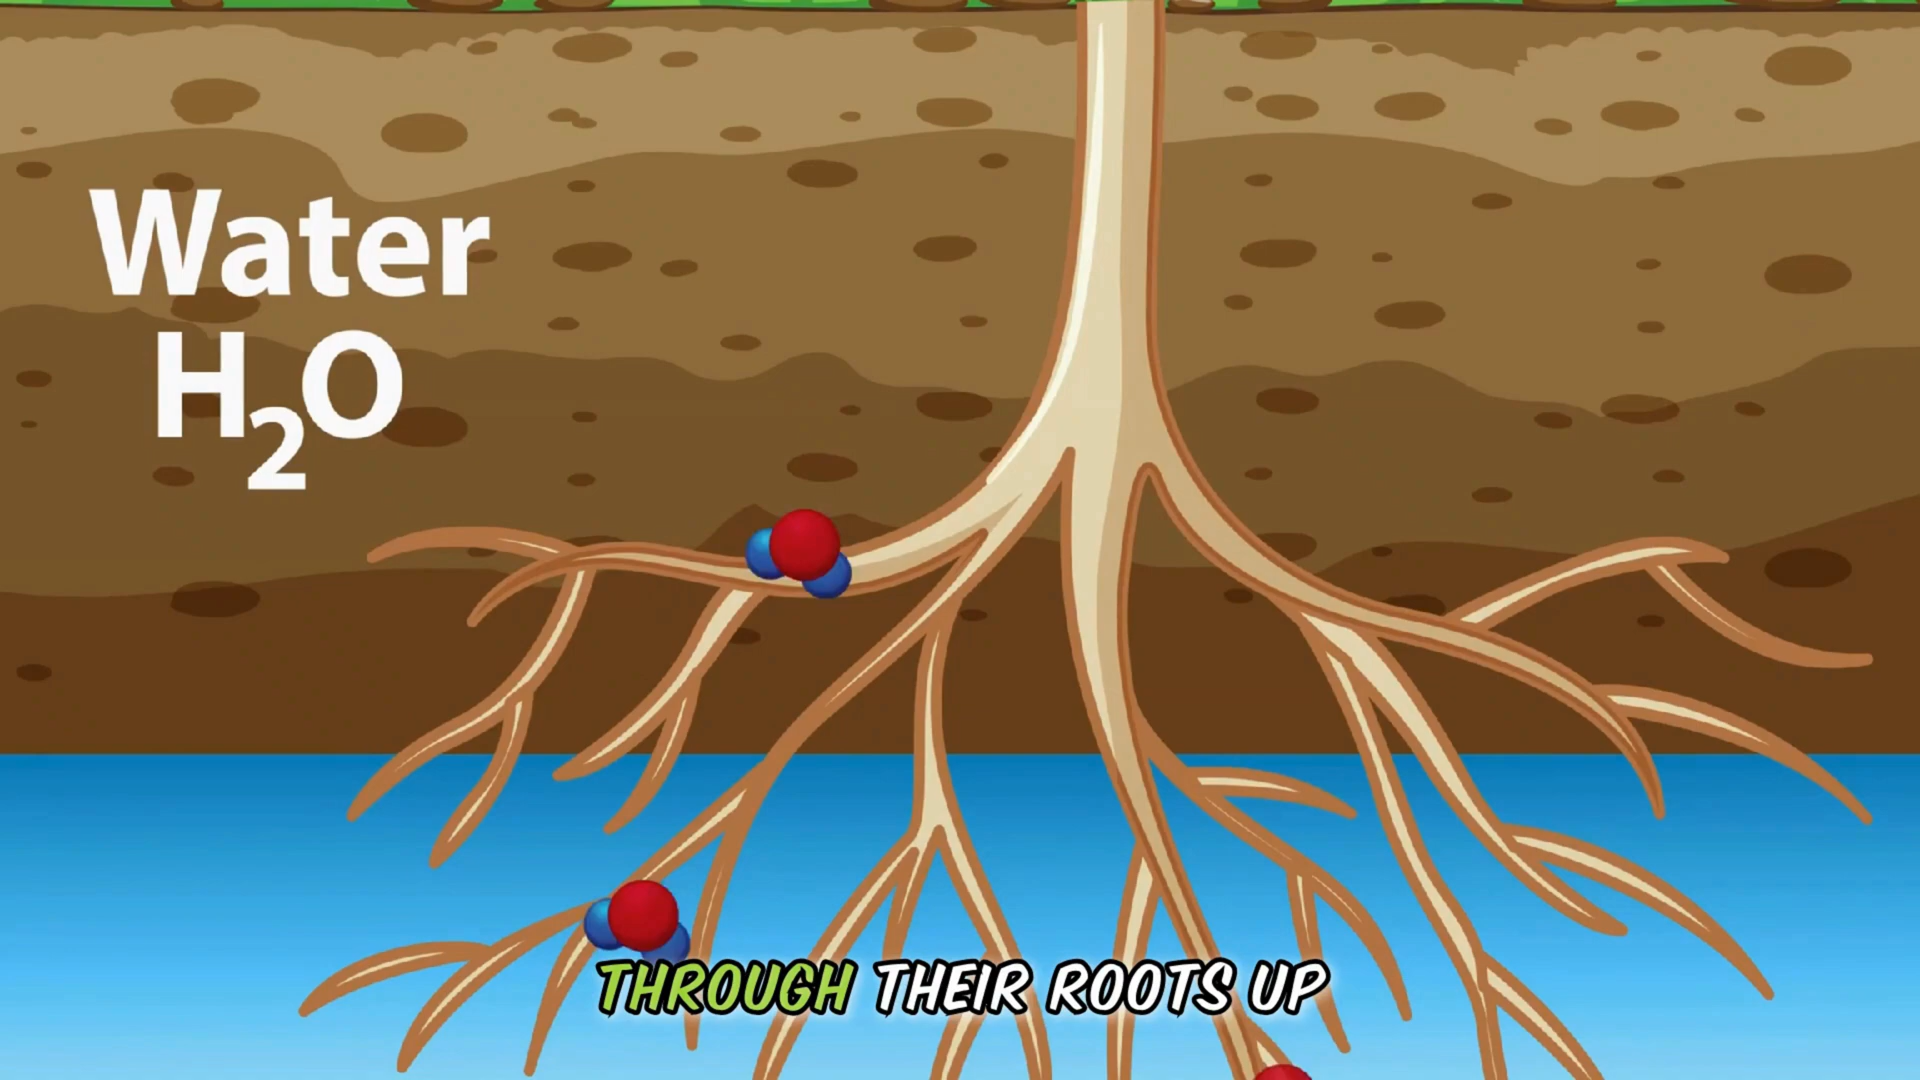 Water
H₂O
THROUGH THEIR ROOTS UP